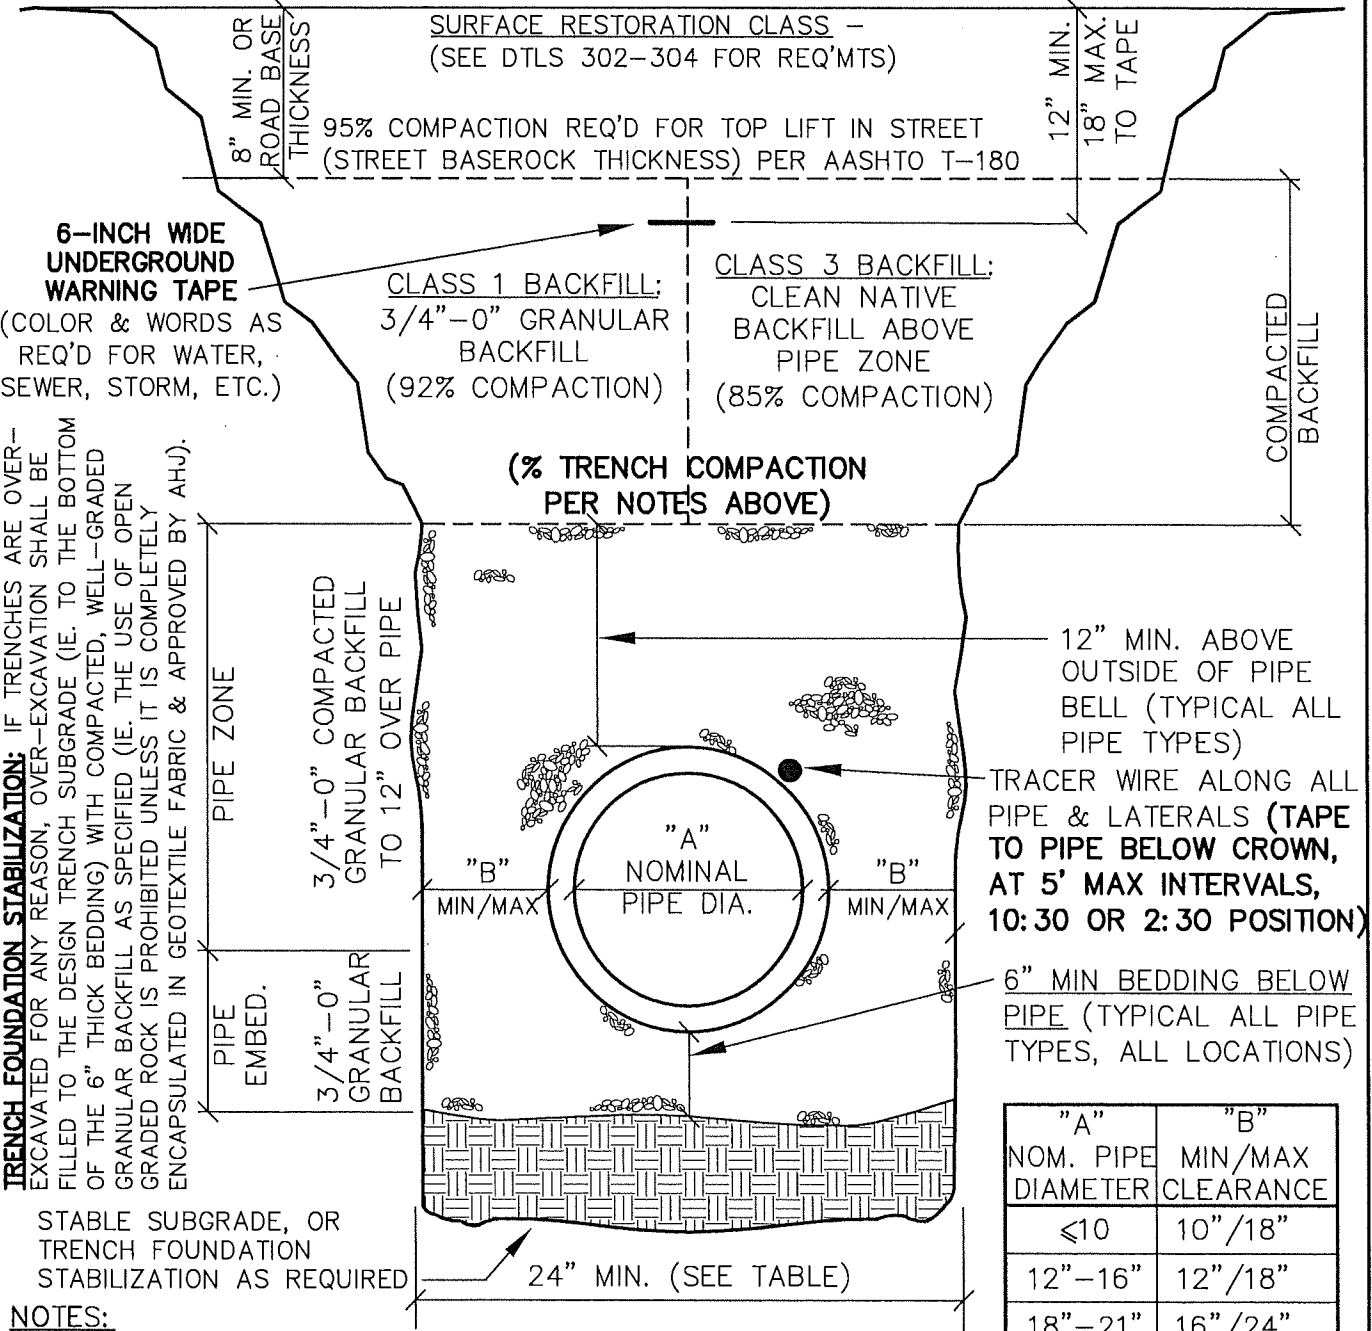 8" MIN. OR
ROAD BASE
THICKNESS
SURFACE RESTORATION CLASS –
(SEE DTLS 302–304 FOR REQ'MTS)
95% COMPACTION REQ'D FOR TOP LIFT IN STREET
(STREET BASEROCK THICKNESS) PER AASHTO T–180
12" MIN.
18" MAX.
TO TAPE
6–INCH WIDE
UNDERGROUND
WARNING TAPE
(COLOR & WORDS AS
REQ'D FOR WATER,
SEWER, STORM, ETC.)
CLASS 1 BACKFILL:
3/4"–0" GRANULAR
BACKFILL
(92% COMPACTION)
CLASS 3 BACKFILL:
CLEAN NATIVE
BACKFILL ABOVE
PIPE ZONE
(85% COMPACTION)
COMPACTED
BACKFILL
(% TRENCH COMPACTION
PER NOTES ABOVE)
TRENCH FOUNDATION STABILIZATION: IF TRENCHES ARE OVER–
EXCAVATED FOR ANY REASON, OVER–EXCAVATION SHALL BE
FILLED TO THE DESIGN TRENCH SUBGRADE (IE. TO THE BOTTOM
OF THE 6" THICK BEDDING) WITH COMPACTED, WELL–GRADED
GRANULAR BACKFILL AS SPECIFIED (IE. THE USE OF OPEN
GRADED ROCK IS PROHIBITED UNLESS IT IS COMPLETELY
ENCAPSULATED IN GEOTEXTILE FABRIC & APPROVED BY AHJ).
PIPE ZONE
3/4"–0" COMPACTED
GRANULAR BACKFILL
TO 12" OVER PIPE
12" MIN. ABOVE
OUTSIDE OF PIPE
BELL (TYPICAL ALL
PIPE TYPES)
TRACER WIRE ALONG ALL
PIPE & LATERALS (TAPE
TO PIPE BELOW CROWN,
AT 5' MAX INTERVALS,
10:30 OR 2:30 POSITION)
"B"
MIN/MAX
"A"
NOMINAL
PIPE DIA.
"B"
MIN/MAX
PIPE
EMBED.
3/4"–0"
GRANULAR
BACKFILL
6" MIN BEDDING BELOW
PIPE (TYPICAL ALL PIPE
TYPES, ALL LOCATIONS)
STABLE SUBGRADE, OR
TRENCH FOUNDATION
STABILIZATION AS REQUIRED
24" MIN. (SEE TABLE)
"A" "B"
NOM. PIPE MIN/MAX
DIAMETER CLEARANCE
⩽10 10"/18"
12"–16" 12"/18"
18"–21" 16"/24"
NOTES: